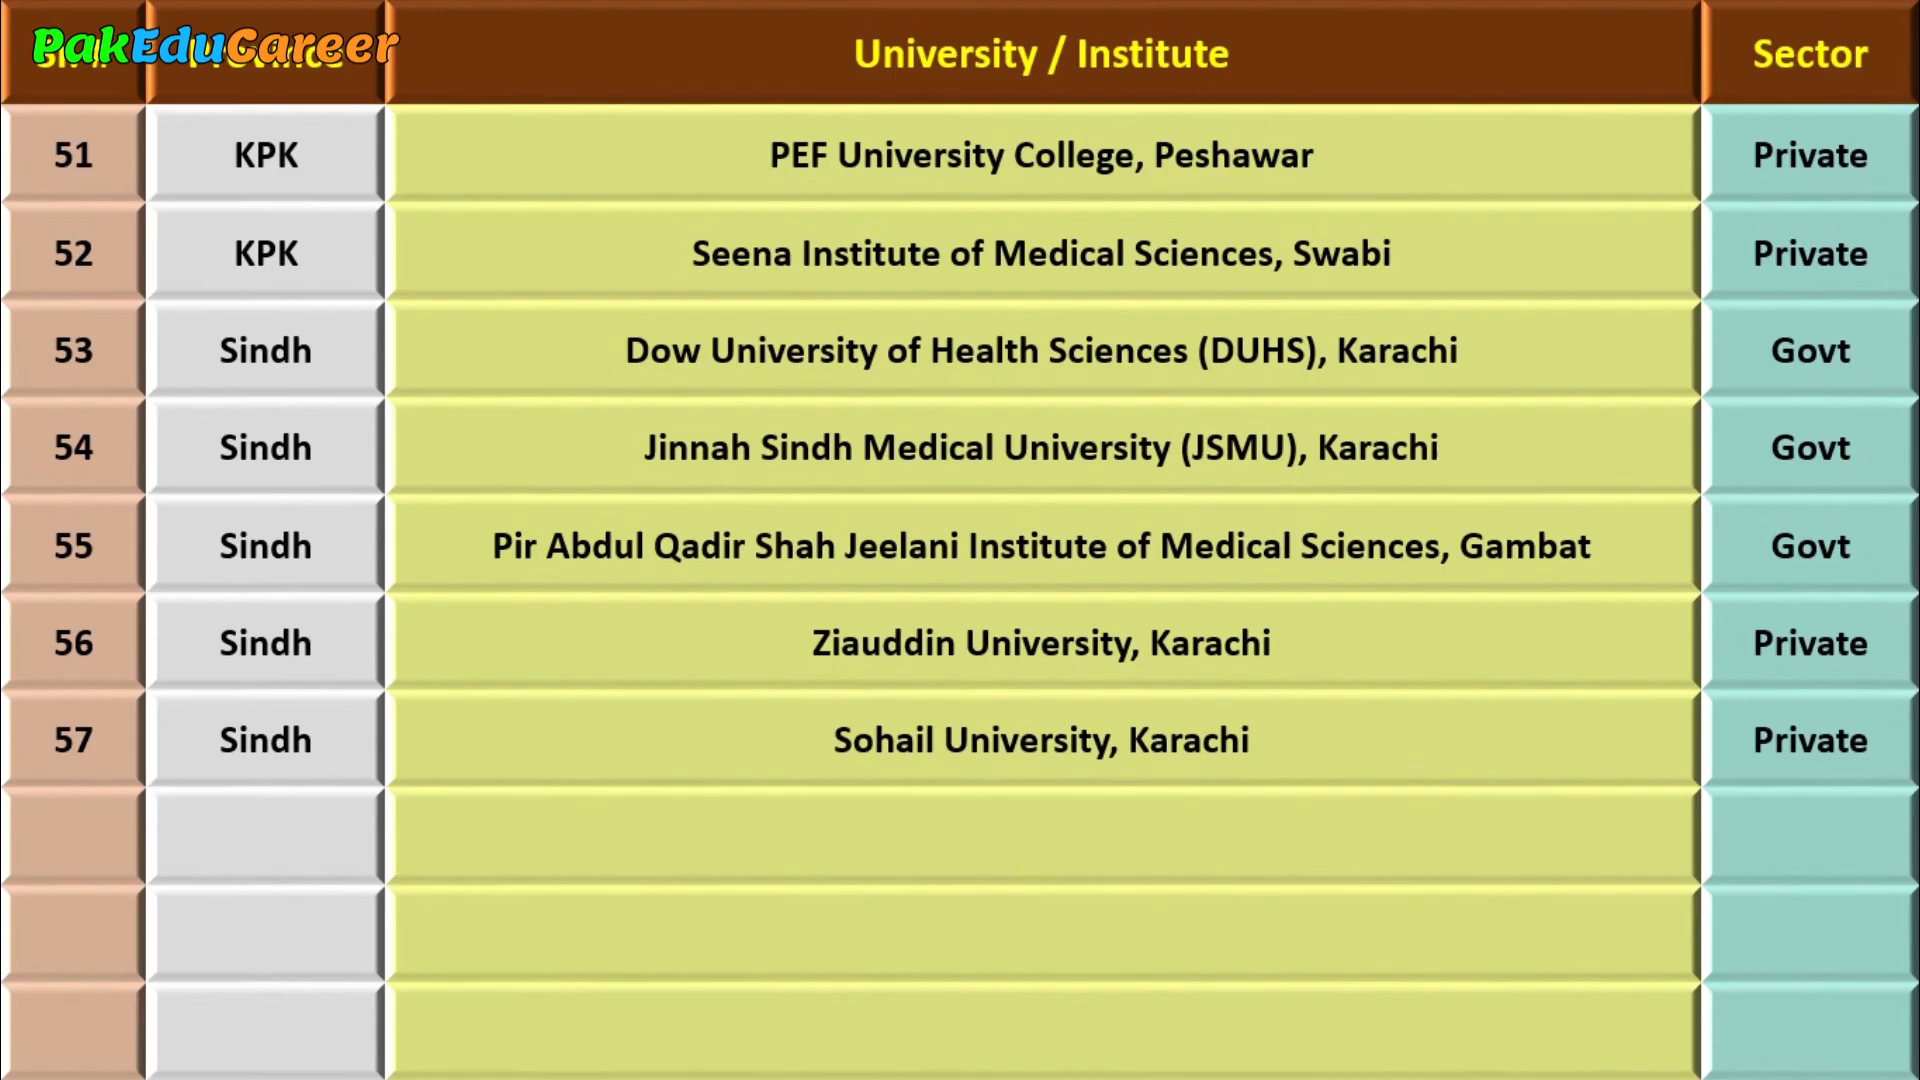 PakEduCareer
University / Institute Sector
51 KPK PEF University College, Peshawar Private
52 KPK Seena Institute of Medical Sciences, Swabi Private
53 Sindh Dow University of Health Sciences (DUHS), Karachi Govt
54 Sindh Jinnah Sindh Medical University (JSMU), Karachi Govt
55 Sindh Pir Abdul Qadir Shah Jeelani Institute of Medical Sciences, Gambat Govt
56 Sindh Ziauddin University, Karachi Private
57 Sindh Sohail University, Karachi Private